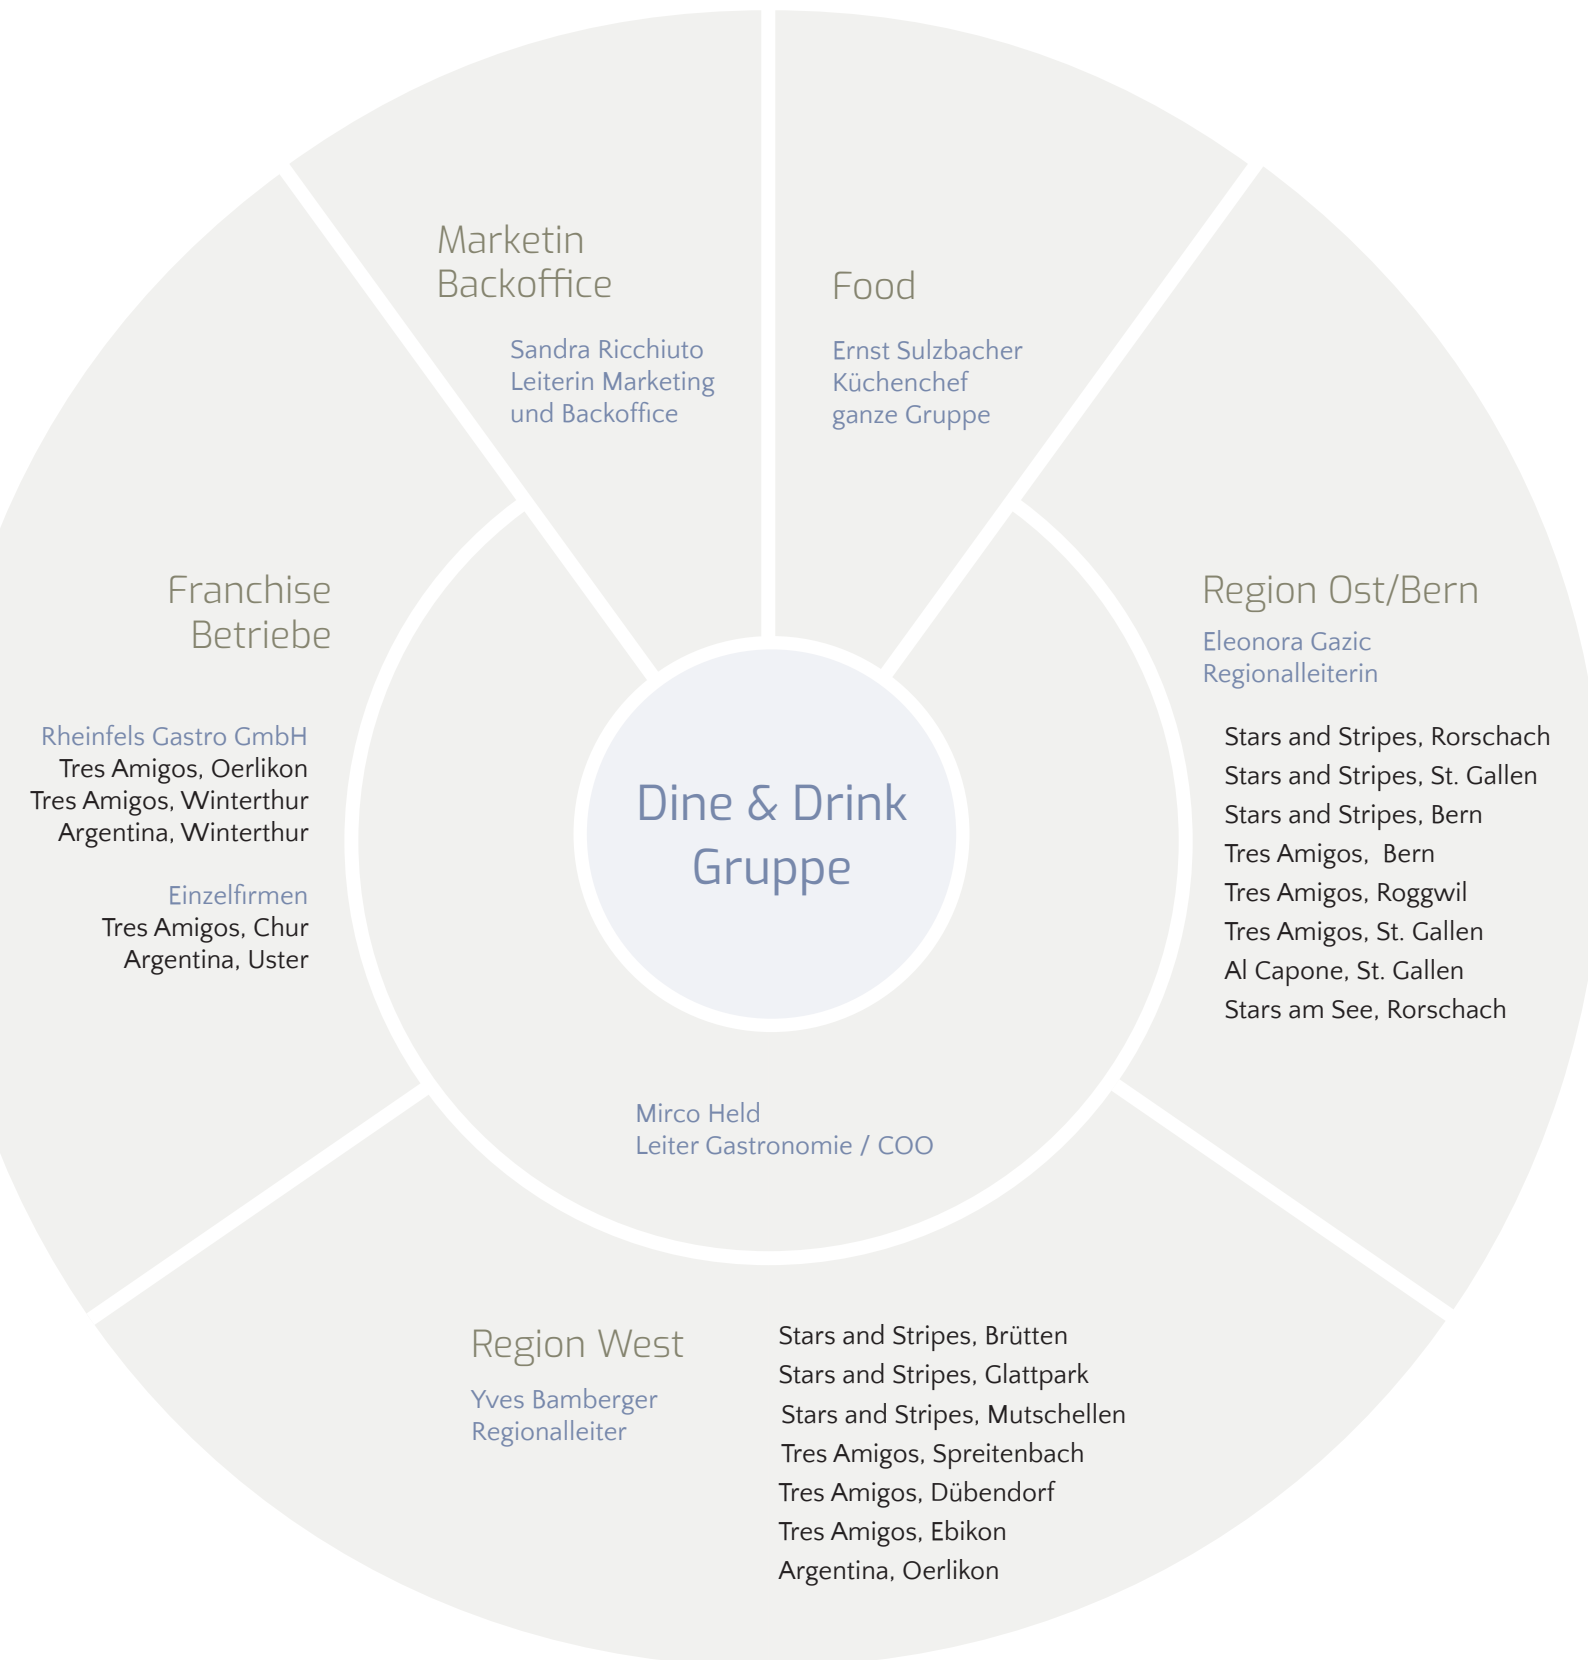 Marketin
Backoffice
Sandra Ricchiuto
Leiterin Marketing
und Backoffice
Food
Ernst Sulzbacher
Küchenchef
ganze Gruppe
Franchise
Betriebe
Rheinfels Gastro GmbH
Tres Amigos, Oerlikon
Tres Amigos, Winterthur
Argentina, Winterthur
Einzelfirmen
Tres Amigos, Chur
Argentina, Uster
Dine & Drink
Gruppe
Mirco Held
Leiter Gastronomie / COO
Region Ost/Bern
Eleonora Gazic
Regionalleiterin
Stars and Stripes, Rorschach
Stars and Stripes, St. Gallen
Stars and Stripes, Bern
Tres Amigos,  Bern
Tres Amigos, Roggwil
Tres Amigos, St. Gallen
Al Capone, St. Gallen
Stars am See, Rorschach
Region West
Yves Bamberger
Regionalleiter
Stars and Stripes, Brütten
Stars and Stripes, Glattpark
Stars and Stripes, Mutschellen
Tres Amigos, Spreitenbach
Tres Amigos, Dübendorf
Tres Amigos, Ebikon
Argentina, Oerlikon